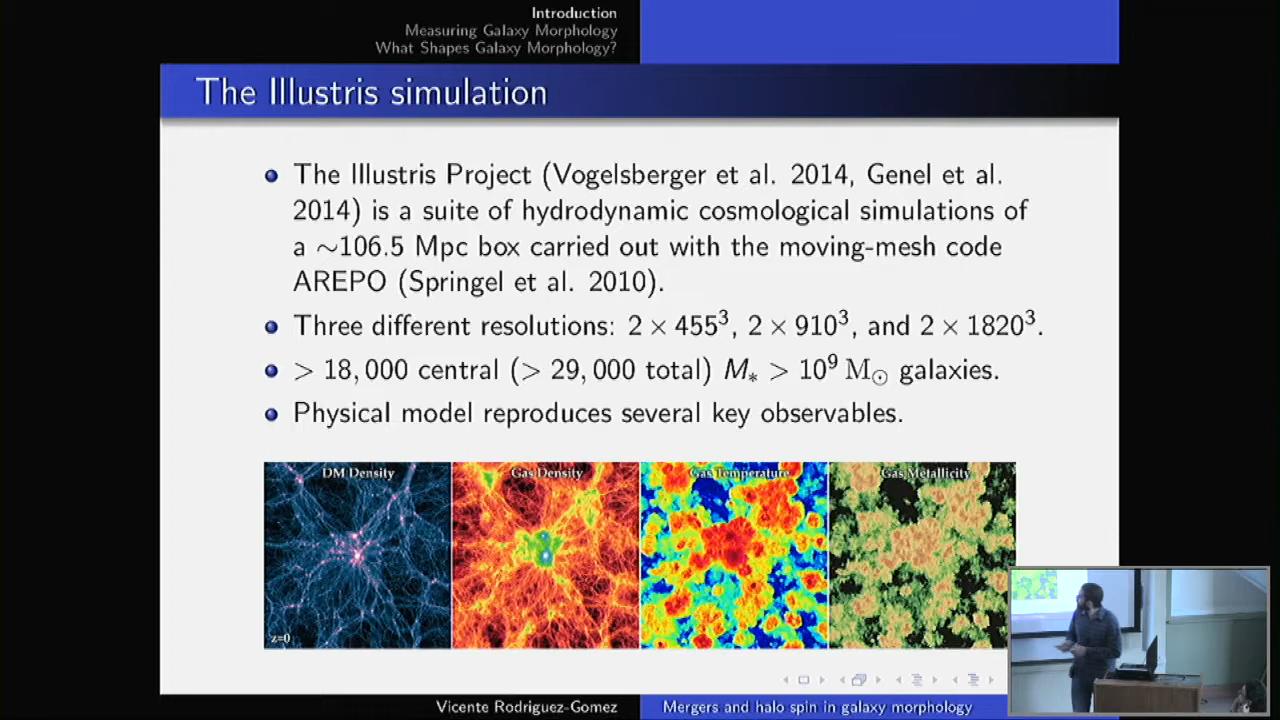 Introduction
Measuring Galaxy Morphology
What Shapes Galaxy Morphology?
The Illustris simulation
The Illustris Project (Vogelsberger et al. 2014, Genel et al.
2014) is a suite of hydrodynamic cosmological simulations of
a ∼106.5 Mpc box carried out with the moving-mesh code
AREPO (Springel et al. 2010).
Three different resolutions: 2 × 455³, 2 × 910³, and 2 × 1820³.
> 18,000 central (> 29,000 total) M∗ > 10⁹ M⊙ galaxies.
Physical model reproduces several key observables.
DM Density Gas Density Gas Temperature Gas Metallicity
z=0
Vicente Rodriguez-Gomez Mergers and halo spin in galaxy morphology